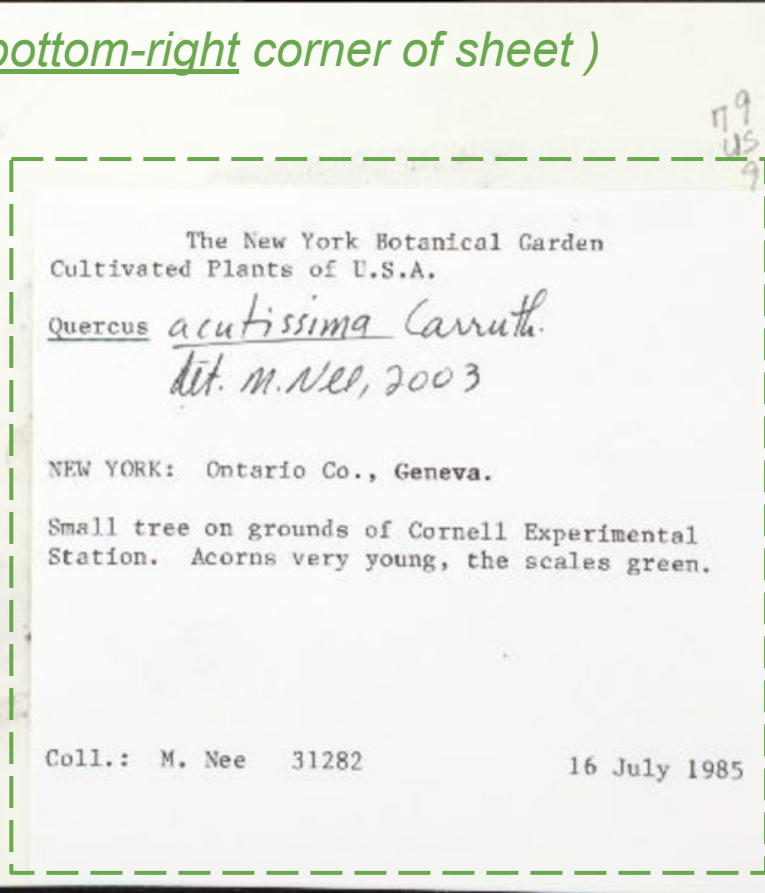 bottom-right corner of sheet )
The New York Botanical Garden
Cultivated Plants of U.S.A.
Quercus acutissima Carruth.
det. M. Nee, 2003
NEW YORK: Ontario Co., Geneva.
Small tree on grounds of Cornell Experimental
Station. Acorns very young, the scales green.
Coll.: M. Nee 31282 16 July 1985